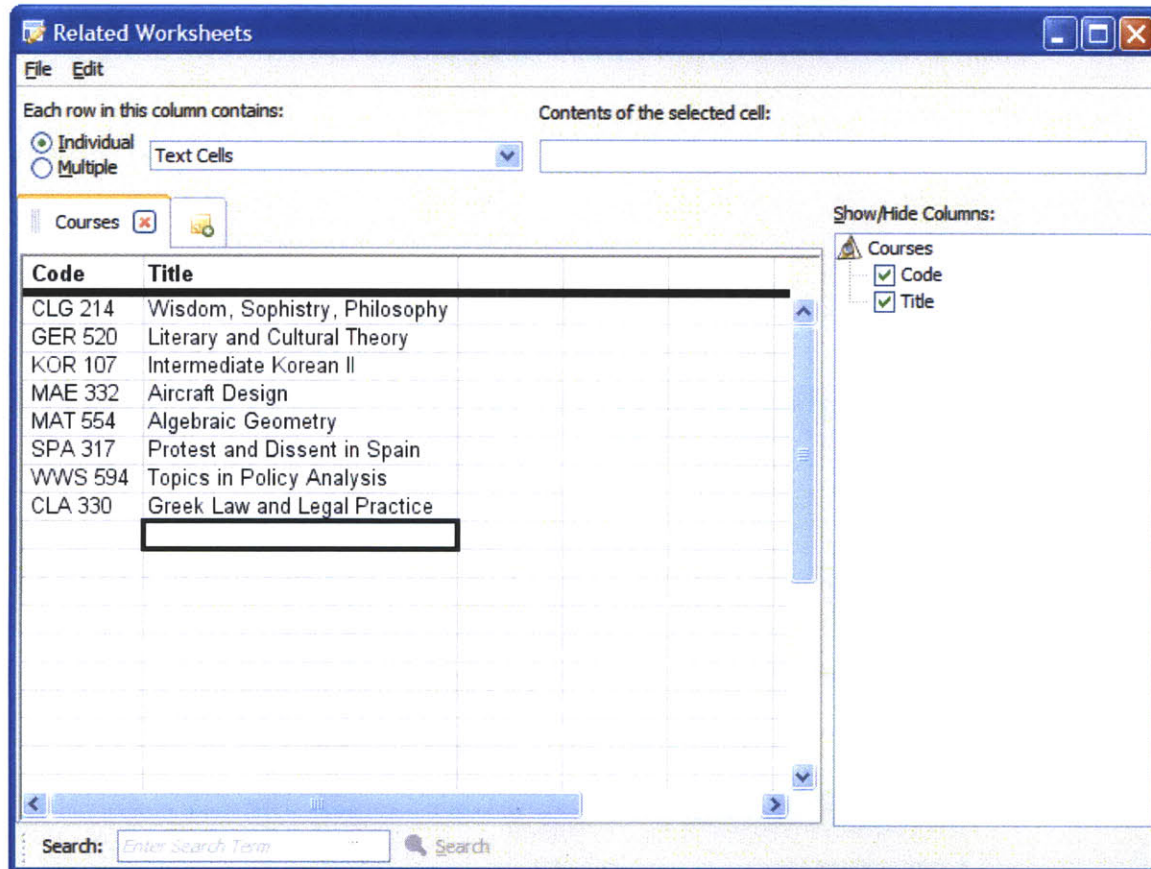 Related Worksheets
File Edit
Each row in this column contains:
Individual
Multiple
Text Cells
Contents of the selected cell:
Courses
Show/Hide Columns:
Courses
Code
Title
Code Title
CLG 214 Wisdom, Sophistry, Philosophy
GER 520 Literary and Cultural Theory
KOR 107 Intermediate Korean II
MAE 332 Aircraft Design
MAT 554 Algebraic Geometry
SPA 317 Protest and Dissent in Spain
WWS 594 Topics in Policy Analysis
CLA 330 Greek Law and Legal Practice
Search: Enter Search Term Search